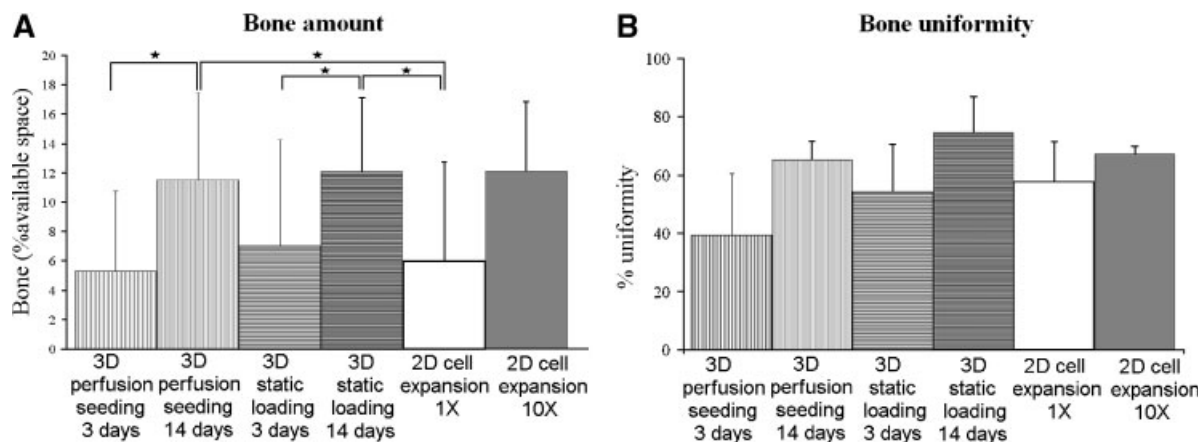 A
Bone amount
Bone (%available space)
20
18
16
14
12
10
8
6
4
2
0
★
★
★
★
3D
perfusion
seeding
3 days
3D
perfusion
seeding
14 days
3D
static
loading
3 days
3D
static
loading
14 days
2D cell
expansion
1X
2D cell
expansion
10X
B
Bone uniformity
% uniformity
100
80
60
40
20
0
3D
perfusion
seeding
3 days
3D
perfusion
seeding
14 days
3D
static
loading
3 days
3D
static
loading
14 days
2D cell
expansion
1X
2D cell
expansion
10X